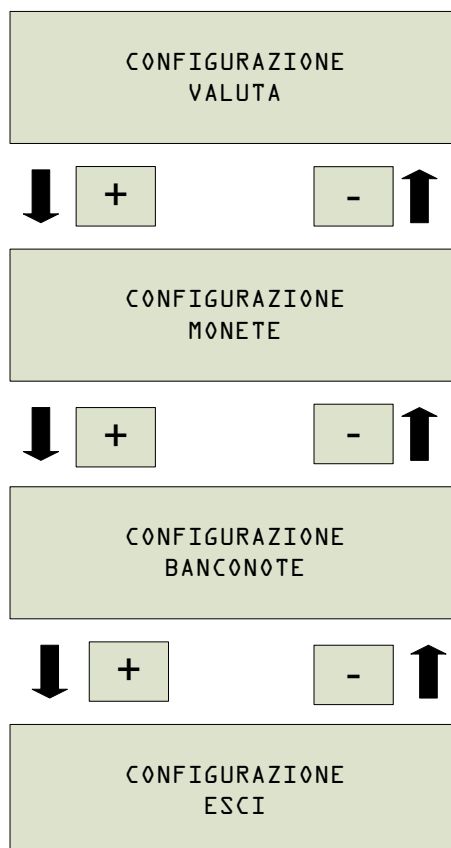 CONFIGURAZIONE
VALUTA
+ -
CONFIGURAZIONE
MONETE
+ -
CONFIGURAZIONE
BANCONOTE
+ -
CONFIGURAZIONE
ESCI